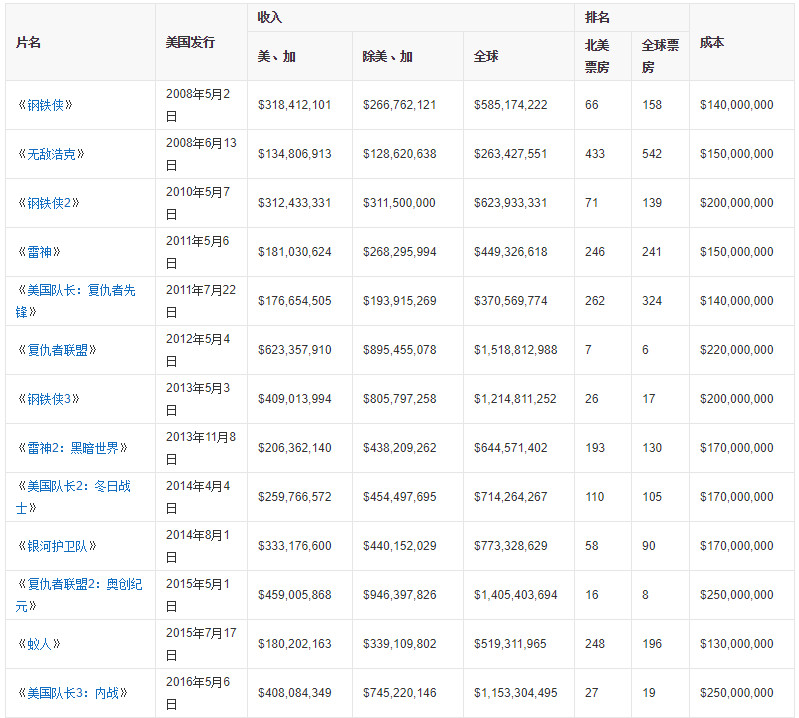 片名 美国发行 收入 排名 成本
美、加 除美、加 全球 北美 全球票
票房 房
《钢铁侠》 2008年5月2 $318,412,101 $266,762,121 $585,174,222 66 158 $140,000,000
日
《无敌浩克》 2008年6月13 $134,806,913 $128,620,638 $263,427,551 433 542 $150,000,000
日
《钢铁侠2》 2010年5月7 $312,433,331 $311,500,000 $623,933,331 71 139 $200,000,000
日
《雷神》 2011年5月6 $181,030,624 $268,295,994 $449,326,618 246 241 $150,000,000
日
《美国队长：复仇者先 2011年7月22 $176,654,505 $193,915,269 $370,569,774 262 324 $140,000,000
锋》 日
《复仇者联盟》 2012年5月4 $623,357,910 $895,455,078 $1,518,812,988 7 6 $220,000,000
日
《钢铁侠3》 2013年5月3 $409,013,994 $805,797,258 $1,214,811,252 26 17 $200,000,000
日
《雷神2：黑暗世界》 2013年11月8 $206,362,140 $438,209,262 $644,571,402 193 130 $170,000,000
日
《美国队长2：冬日战 2014年4月4 $259,766,572 $454,497,695 $714,264,267 110 105 $170,000,000
士》 日
《银河护卫队》 2014年8月1 $333,176,600 $440,152,029 $773,328,629 58 90 $170,000,000
日
《复仇者联盟2：奥创纪 2015年5月1 $459,005,868 $946,397,826 $1,405,403,694 16 8 $250,000,000
元》 日
《蚁人》 2015年7月17 $180,202,163 $339,109,802 $519,311,965 248 196 $130,000,000
日
《美国队长3：内战》 2016年5月6 $408,084,349 $745,220,146 $1,153,304,495 27 19 $250,000,000
日